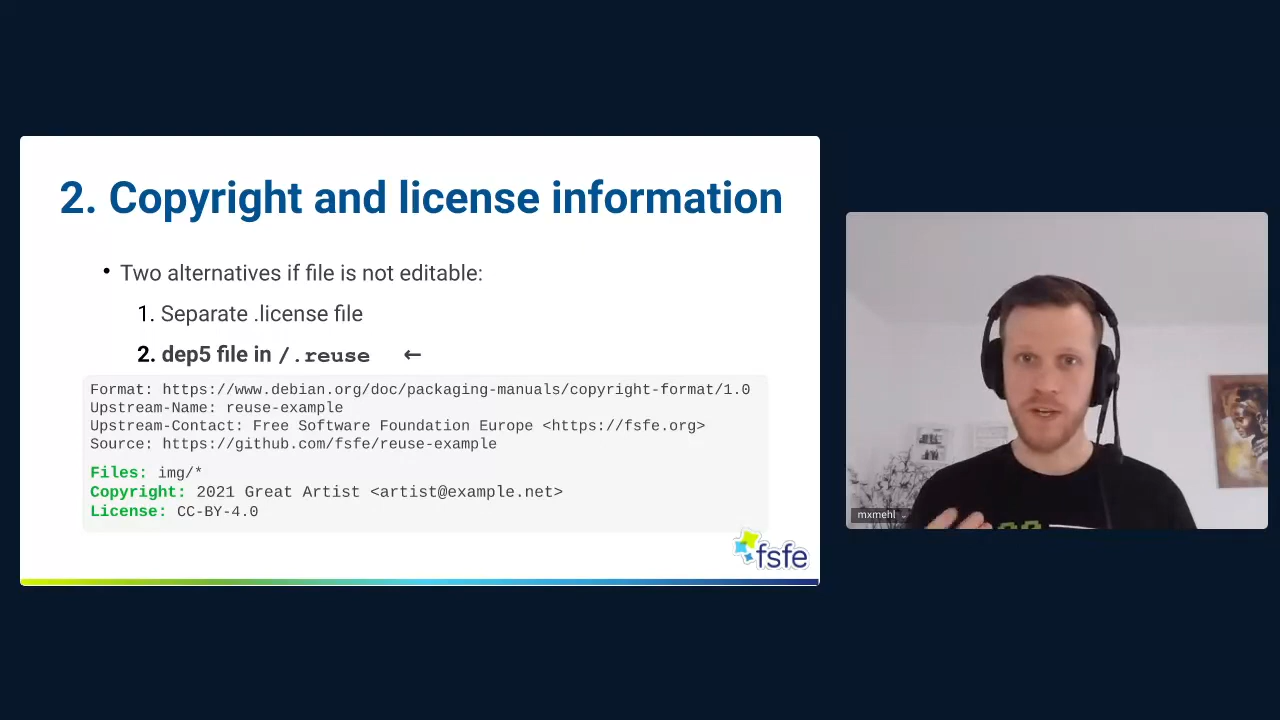 2. Copyright and license information
• Two alternatives if file is not editable:
1. Separate .license file
2. dep5 file in /.reuse ←
Format: https://www.debian.org/doc/packaging-manuals/copyright-format/1.0
Upstream-Name: reuse-example
Upstream-Contact: Free Software Foundation Europe <https://fsfe.org>
Source: https://github.com/fsfe/reuse-example
Files: img/*
Copyright: 2021 Great Artist <artist@example.net>
License: CC-BY-4.0
fsfe
mxmehl